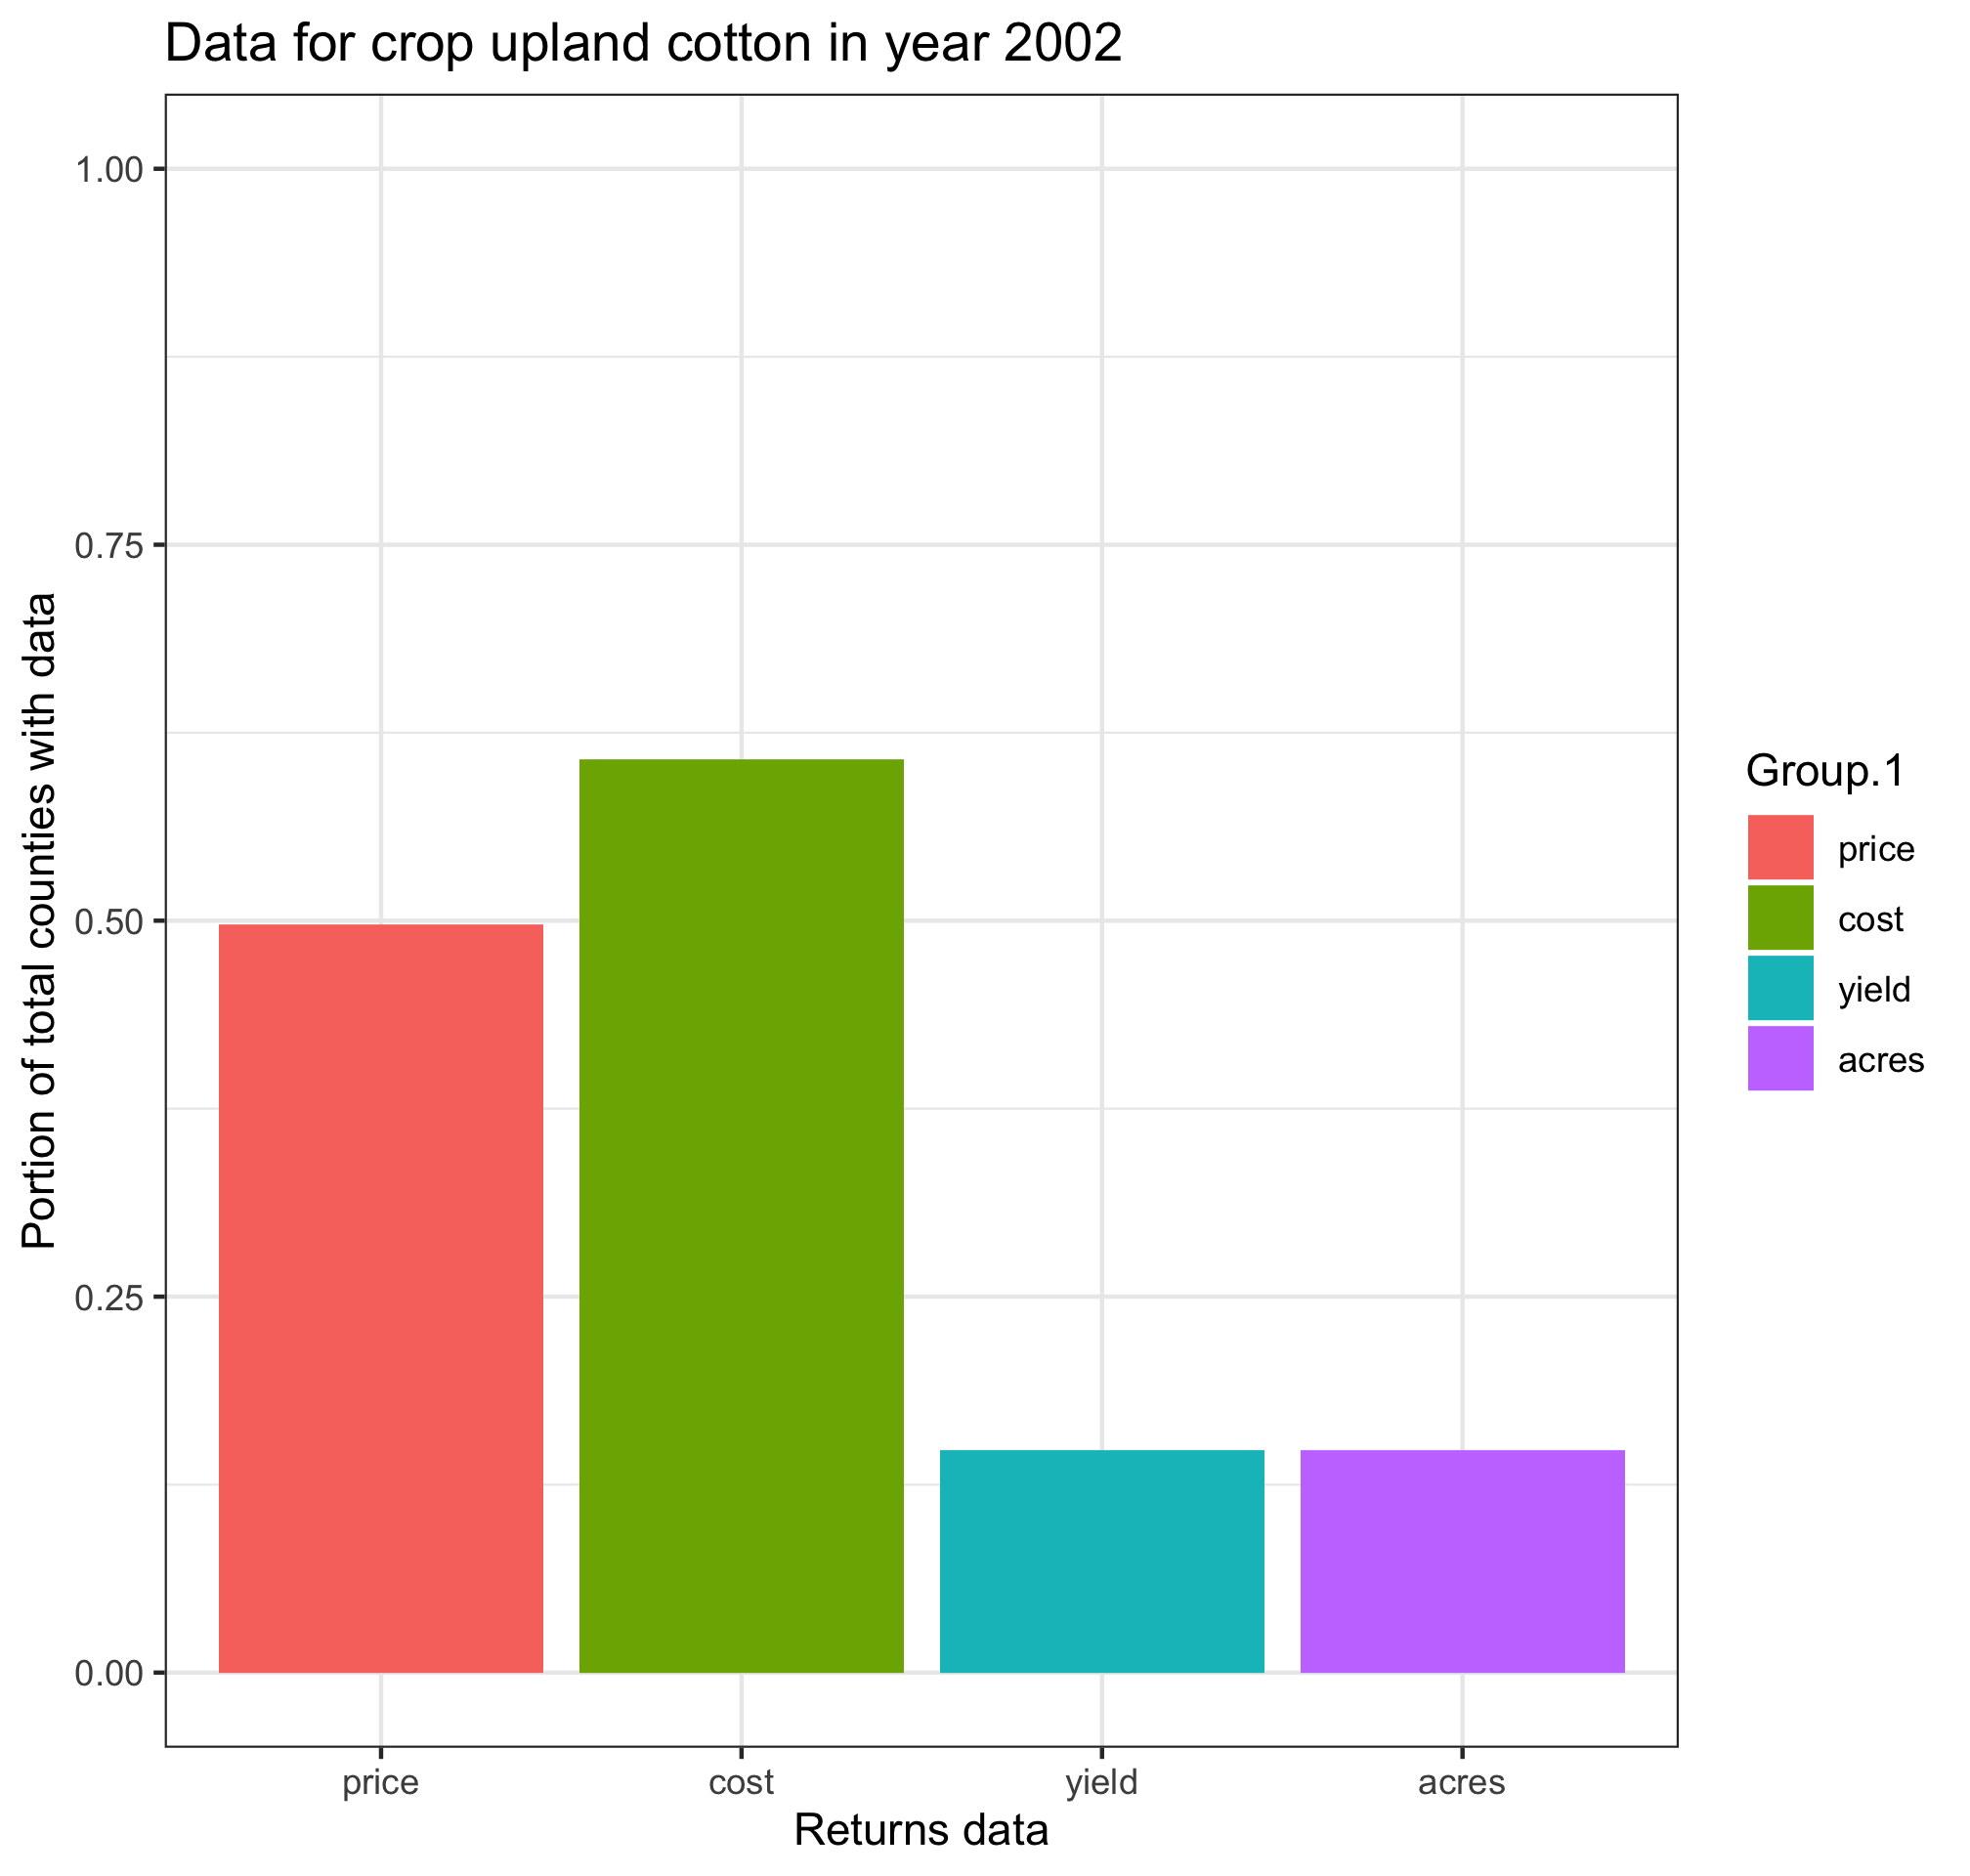 Data for crop upland cotton in year 2002
Portion of total counties with data
1.00
0.75
0.50
0.25
0.00
price
cost
yield
acres
Returns data
Group.1
price
cost
yield
acres